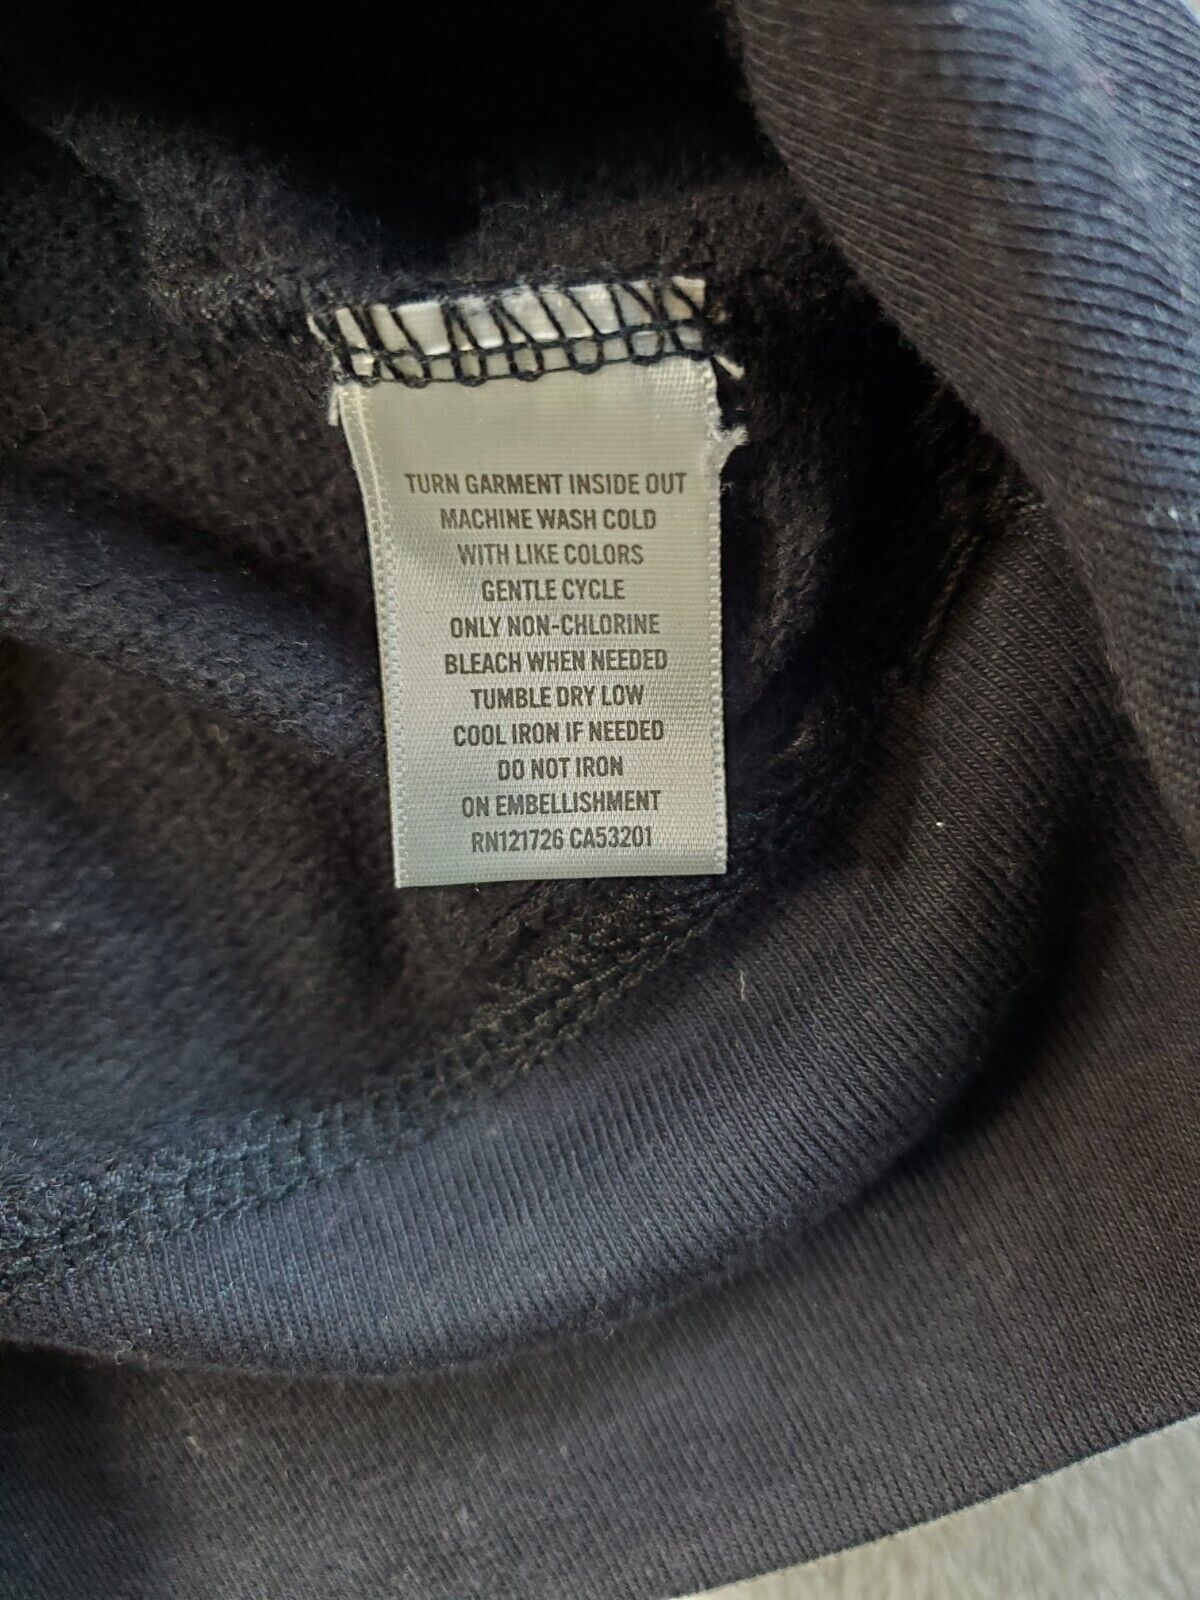 TURN GARMENT INSIDE OUT
MACHINE WASH COLD
WITH LIKE COLORS
GENTLE CYCLE
ONLY NON-CHLORINE
BLEACH WHEN NEEDED
TUMBLE DRY LOW
COOL IRON IF NEEDED
DO NOT IRON
ON EMBELLISHMENT
RN121726 CA53201